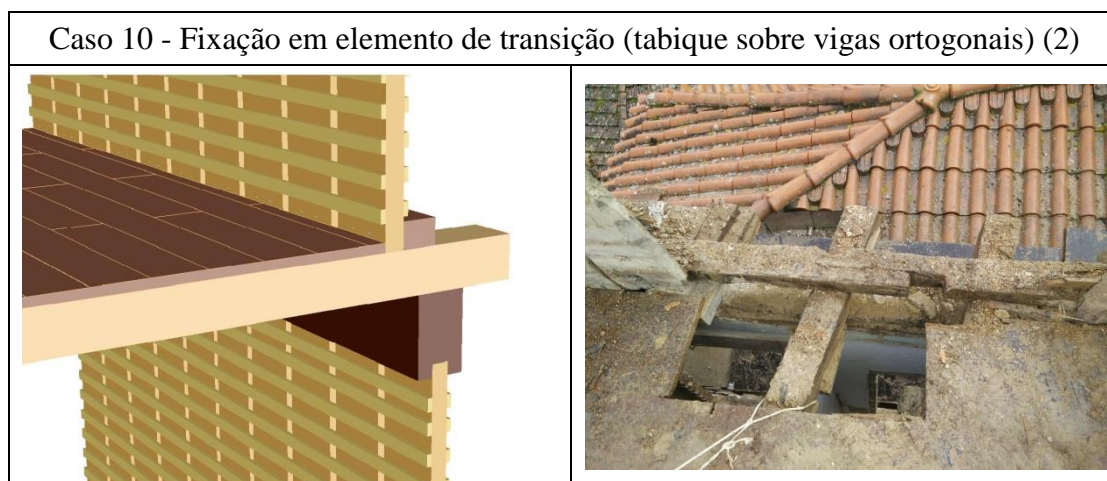 Caso 10 - Fixação em elemento de transição (tabique sobre vigas ortogonais) (2)